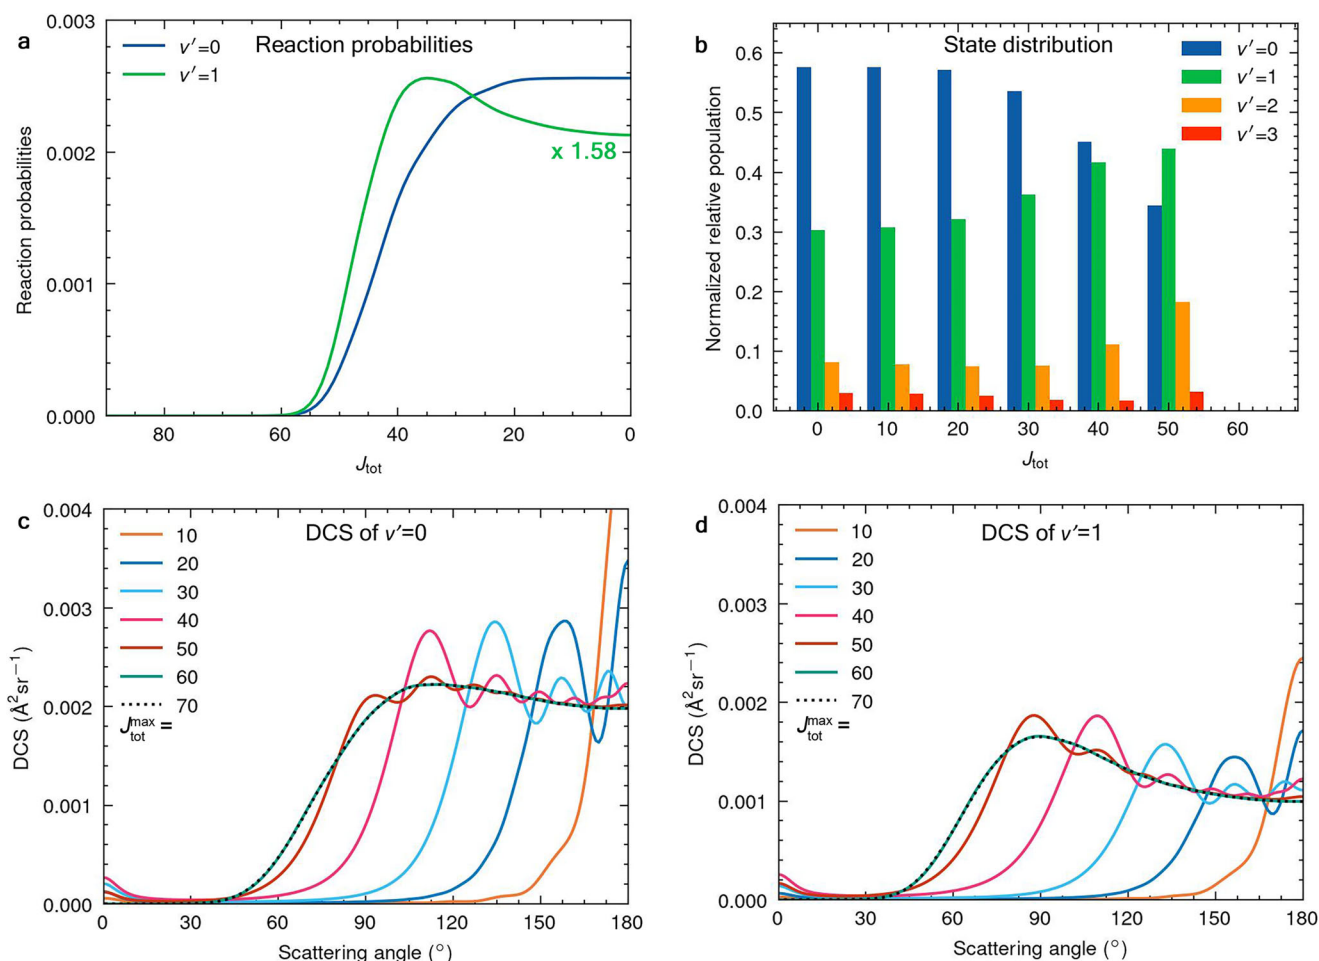 a
Reaction probabilities
v′=0
v′=1
x 1.58
0.003
0.002
0.001
0.000
Reaction probabilities
80
60
40
20
0
Jtot
b
State distribution
v′=0
v′=1
v′=2
v′=3
0.6
0.5
0.4
0.3
0.2
0.1
0.0
Normalized relative population
0
10
20
30
40
50
60
Jtot
c
DCS of v′=0
10
20
30
40
50
60
70
Jtot max =
0.004
0.003
0.002
0.001
0.000
DCS (Å²sr⁻¹)
0
30
60
90
120
150
180
Scattering angle (°)
d
DCS of v′=1
10
20
30
40
50
60
70
Jtot max =
0.004
0.003
0.002
0.001
0.000
DCS (Å²sr⁻¹)
0
30
60
90
120
150
180
Scattering angle (°)